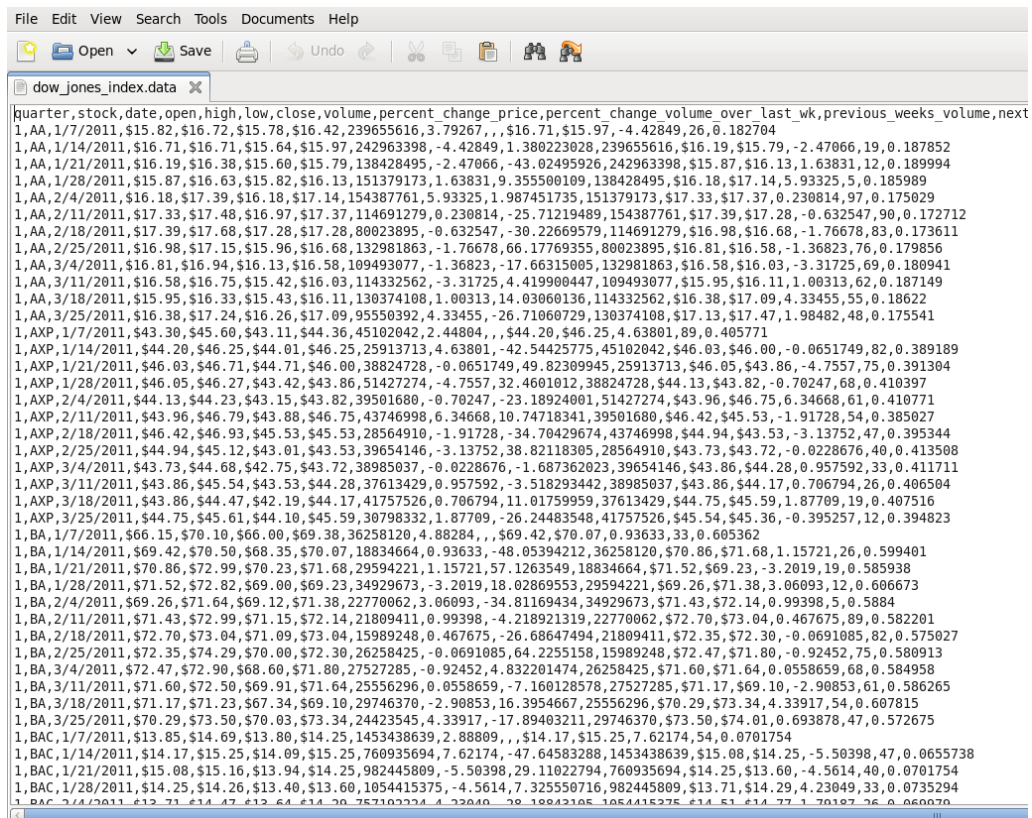 File Edit View Search Tools Documents Help
Open Save Undo
dow_jones_index.data
quarter,stock,date,open,high,low,close,volume,percent_change_price,percent_change_volume_over_last_wk,previous_weeks_volume,next
1,AA,1/7/2011,$15.82,$16.72,$15.78,$16.42,239655616,3.79267,,,$16.71,$15.97,-4.42849,26,0.182704
1,AA,1/14/2011,$16.71,$16.71,$15.64,$15.97,242963398,-4.42849,1.380223028,239655616,$16.19,$15.79,-2.47066,19,0.187852
1,AA,1/21/2011,$16.19,$16.38,$15.60,$15.79,138428495,-2.47066,-43.02495926,242963398,$15.87,$16.13,1.63831,12,0.189994
1,AA,1/28/2011,$15.87,$16.63,$15.82,$16.13,151379173,1.63831,9.355500109,138428495,$16.18,$17.14,5.93325,5,0.185989
1,AA,2/4/2011,$16.18,$17.39,$16.18,$17.14,154387761,5.93325,1.987451735,151379173,$17.33,$17.37,0.230814,97,0.175029
1,AA,2/11/2011,$17.33,$17.48,$16.97,$17.37,114691279,0.230814,-25.71219489,154387761,$17.39,$17.28,-0.632547,90,0.172712
1,AA,2/18/2011,$17.39,$17.68,$17.28,$17.28,80023895,-0.632547,-30.22669579,114691279,$16.98,$16.68,-1.76678,83,0.173611
1,AA,2/25/2011,$16.98,$17.15,$15.96,$16.68,132981863,-1.76678,66.17769355,80023895,$16.81,$16.58,-1.36823,76,0.179856
1,AA,3/4/2011,$16.81,$16.94,$16.13,$16.58,109493077,-1.36823,-17.66315005,132981863,$16.58,$16.03,-3.31725,69,0.180941
1,AA,3/11/2011,$16.58,$16.75,$15.42,$16.03,114332562,-3.31725,4.419900447,109493077,$15.95,$16.11,1.00313,62,0.187149
1,AA,3/18/2011,$15.95,$16.33,$15.43,$16.11,130374108,1.00313,14.03060136,114332562,$16.38,$17.09,4.33455,55,0.18622
1,AA,3/25/2011,$16.38,$17.24,$16.26,$17.09,95550392,4.33455,-26.71060729,130374108,$17.13,$17.47,1.98482,48,0.175541
1,AXP,1/7/2011,$43.30,$45.60,$43.11,$44.36,45102042,2.44804,,,$44.20,$46.25,4.63801,89,0.405771
1,AXP,1/14/2011,$44.20,$46.25,$44.01,$46.25,25913713,4.63801,-42.54425775,45102042,$46.03,$46.00,-0.0651749,82,0.389189
1,AXP,1/21/2011,$46.03,$46.71,$44.71,$46.00,38824728,-0.0651749,49.82309945,25913713,$46.05,$43.86,-4.7557,75,0.391304
1,AXP,1/28/2011,$46.05,$46.27,$43.42,$43.86,51427274,-4.7557,32.4601012,38824728,$44.13,$43.82,-0.70247,68,0.410397
1,AXP,2/4/2011,$44.13,$44.23,$43.15,$43.82,39501680,-0.70247,-23.18924001,51427274,$43.96,$46.75,6.34668,61,0.410771
1,AXP,2/11/2011,$43.96,$46.79,$43.88,$46.75,43746998,6.34668,10.74718341,39501680,$46.42,$45.53,-1.91728,54,0.385027
1,AXP,2/18/2011,$46.42,$46.93,$45.53,$45.53,28564910,-1.91728,-34.70429674,43746998,$44.94,$43.53,-3.13752,47,0.395344
1,AXP,2/25/2011,$44.94,$45.12,$43.01,$43.53,39654146,-3.13752,38.82118305,28564910,$43.73,$43.72,-0.0228676,40,0.413508
1,AXP,3/4/2011,$43.73,$44.68,$42.75,$43.72,38985037,-0.0228676,-1.687362023,39654146,$43.86,$44.28,0.957592,33,0.411711
1,AXP,3/11/2011,$43.86,$45.54,$43.53,$44.28,37613429,0.957592,-3.518293442,38985037,$43.86,$44.17,0.706794,26,0.406504
1,AXP,3/18/2011,$43.86,$44.47,$42.19,$44.17,41757526,0.706794,11.01759959,37613429,$44.75,$45.59,1.87709,19,0.407516
1,AXP,3/25/2011,$44.75,$45.61,$44.10,$45.59,30798332,1.87709,-26.24483548,41757526,$45.54,$45.36,-0.395257,12,0.394823
1,BA,1/7/2011,$66.15,$70.10,$66.00,$69.38,36258120,4.88284,,,$69.42,$70.07,0.93633,33,0.605362
1,BA,1/14/2011,$69.42,$70.50,$68.35,$70.07,18834664,0.93633,-48.05394212,36258120,$70.86,$71.68,1.15721,26,0.599401
1,BA,1/21/2011,$70.86,$72.99,$70.23,$71.68,29594221,1.15721,57.1263549,18834664,$71.52,$69.23,-3.2019,19,0.585938
1,BA,1/28/2011,$71.52,$72.82,$69.00,$69.23,34929673,-3.2019,18.02869553,29594221,$69.26,$71.38,3.06093,12,0.606673
1,BA,2/4/2011,$69.26,$71.64,$69.12,$71.38,22770062,3.06093,-34.81169434,34929673,$71.43,$72.14,0.99398,5,0.5884
1,BA,2/11/2011,$71.43,$72.99,$71.15,$72.14,21809411,0.99398,-4.218921319,22770062,$72.70,$73.04,0.467675,89,0.582201
1,BA,2/18/2011,$72.70,$73.04,$71.09,$73.04,15989248,0.467675,-26.68647494,21809411,$72.35,$72.30,-0.0691085,82,0.575027
1,BA,2/25/2011,$72.35,$74.29,$70.00,$72.30,26258425,-0.0691085,64.2255158,15989248,$72.47,$71.80,-0.92452,75,0.580913
1,BA,3/4/2011,$72.47,$72.90,$68.60,$71.80,27527285,-0.92452,4.832201474,26258425,$71.60,$71.64,0.0558659,68,0.584958
1,BA,3/11/2011,$71.60,$72.50,$69.91,$71.64,25556296,0.0558659,-7.160128578,27527285,$71.17,$69.10,-2.90853,61,0.586265
1,BA,3/18/2011,$71.17,$71.23,$67.34,$69.10,29746370,-2.90853,16.3954667,25556296,$70.29,$73.34,4.33917,54,0.607815
1,BA,3/25/2011,$70.29,$73.50,$70.03,$73.34,24423545,4.33917,-17.89403211,29746370,$73.50,$74.01,0.693878,47,0.572675
1,BAC,1/7/2011,$13.85,$14.69,$13.80,$14.25,1453438639,2.88809,,,$14.17,$15.25,7.62174,54,0.0701754
1,BAC,1/14/2011,$14.17,$15.25,$14.09,$15.25,760935694,7.62174,-47.64583288,1453438639,$15.08,$14.25,-5.50398,47,0.0655738
1,BAC,1/21/2011,$15.08,$15.16,$13.94,$14.25,982445809,-5.50398,29.11022794,760935694,$14.25,$13.60,-4.5614,40,0.0701754
1,BAC,1/28/2011,$14.25,$14.26,$13.40,$13.60,1054415375,-4.5614,7.325550716,982445809,$13.71,$14.29,4.23049,33,0.0735294
1,BAC,2/4/2011,$13.71,$14.47,$13.64,$14.29,757192224,4.23049,-28.18843105,1054415375,$14.51,$14.77,1.79187,26,0.069979